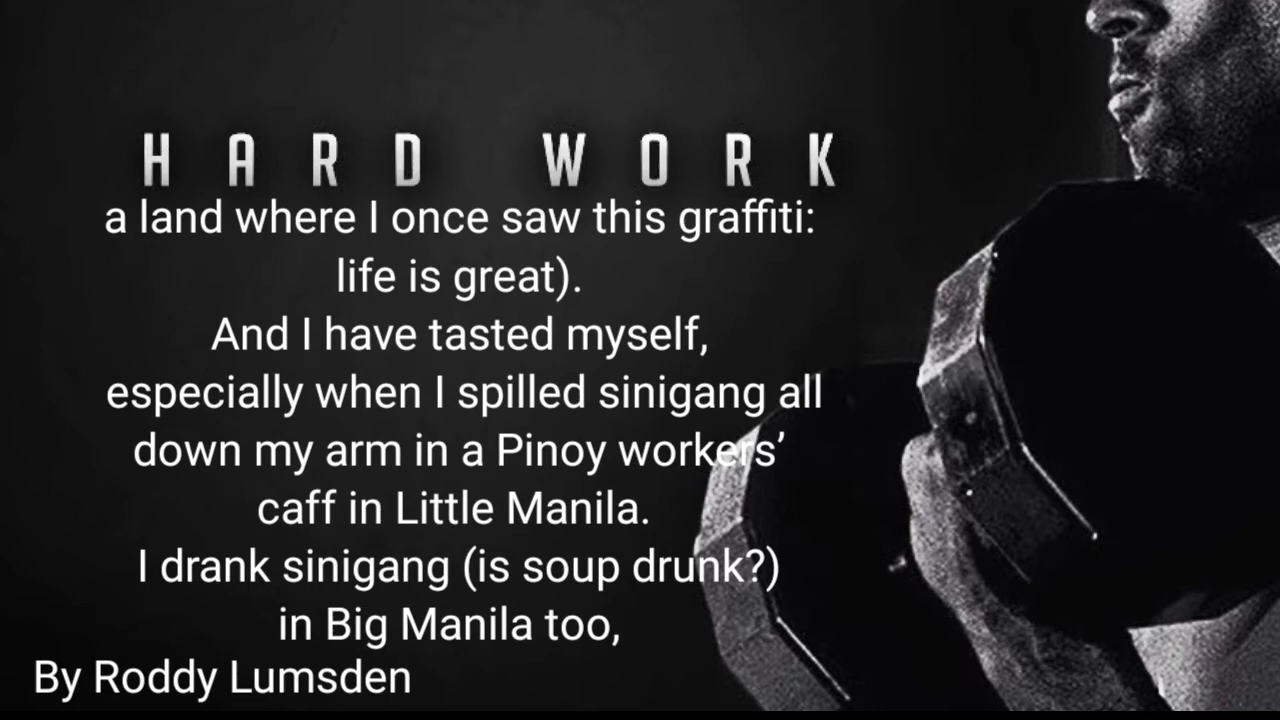 HARD WORK
a land where I once saw this graffiti:
life is great).
And I have tasted myself,
especially when I spilled sinigang all
down my arm in a Pinoy workers’
caff in Little Manila.
I drank sinigang (is soup drunk?)
in Big Manila too,
By Roddy Lumsden